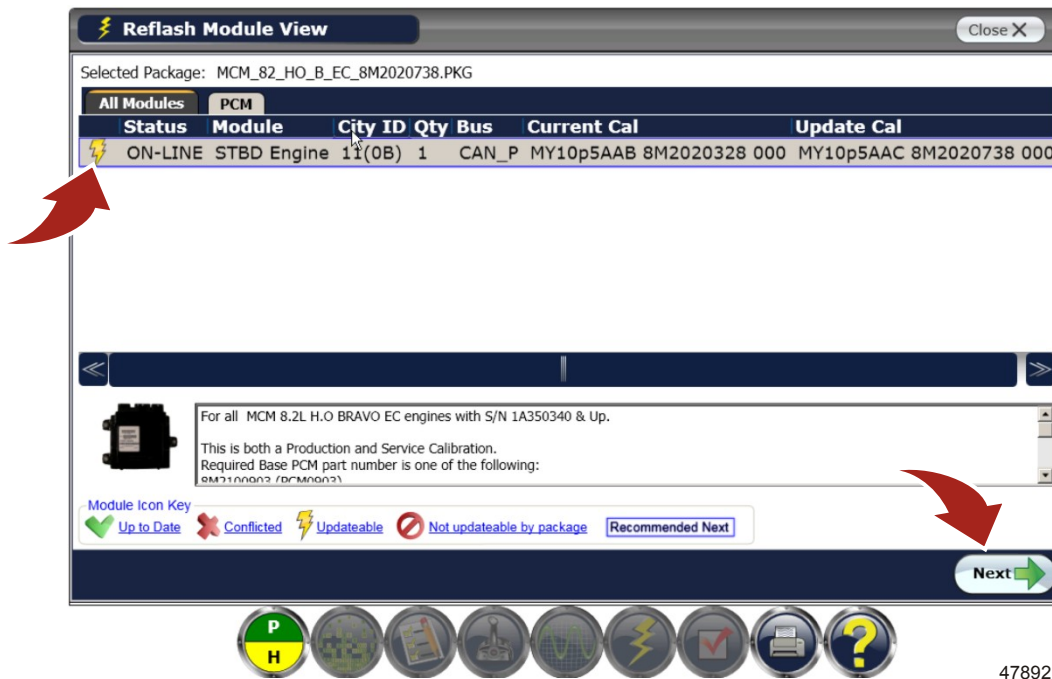 Reflash Module View
Close X
Selected Package: MCM_82_HO_B_EC_8M2020738.PKG
All Modules PCM
Status Module City ID Qty Bus Current Cal Update Cal
ON-LINE STBD Engine 11(0B) 1 CAN_P MY10p5AAB 8M2020328 000 MY10p5AAC 8M2020738 000
For all MCM 8.2L H.O BRAVO EC engines with S/N 1A350340 & Up.
This is both a Production and Service Calibration.
Required Base PCM part number is one of the following:
8M2100903 (PCM0903)
Module Icon Key
Up to Date Conflicted Updateable Not updateable by package Recommended Next
Next
P
H
?
47892